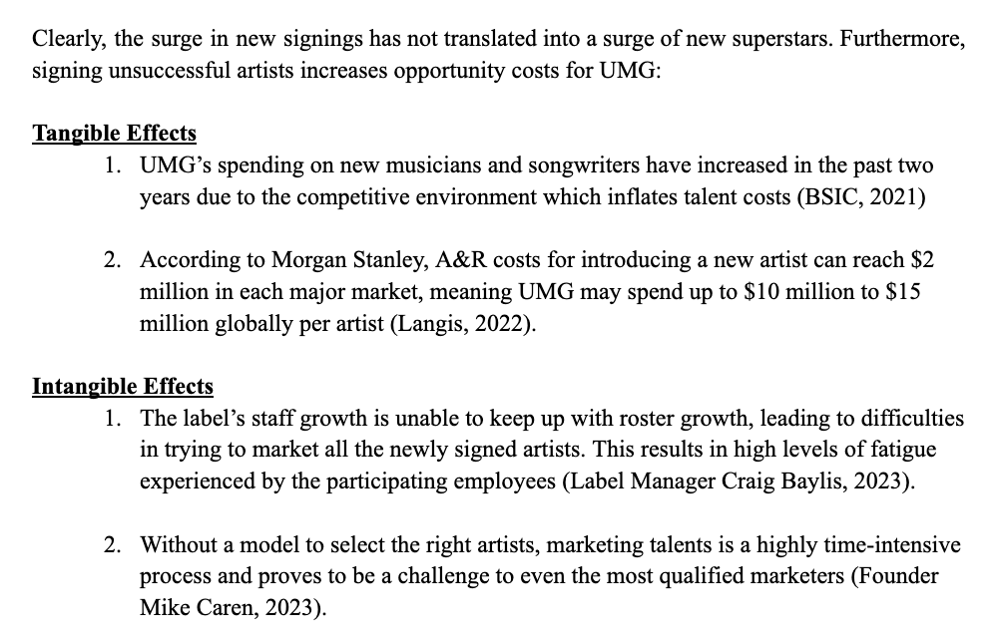 Clearly, the surge in new signings has not translated into a surge of new superstars. Furthermore,
signing unsuccessful artists increases opportunity costs for UMG:
Tangible Effects
1. UMG’s spending on new musicians and songwriters have increased in the past two
years due to the competitive environment which inflates talent costs (BSIC, 2021)
2. According to Morgan Stanley, A&R costs for introducing a new artist can reach $2
million in each major market, meaning UMG may spend up to $10 million to $15
million globally per artist (Langis, 2022).
Intangible Effects
1. The label’s staff growth is unable to keep up with roster growth, leading to difficulties
in trying to market all the newly signed artists. This results in high levels of fatigue
experienced by the participating employees (Label Manager Craig Baylis, 2023).
2. Without a model to select the right artists, marketing talents is a highly time-intensive
process and proves to be a challenge to even the most qualified marketers (Founder
Mike Caren, 2023).